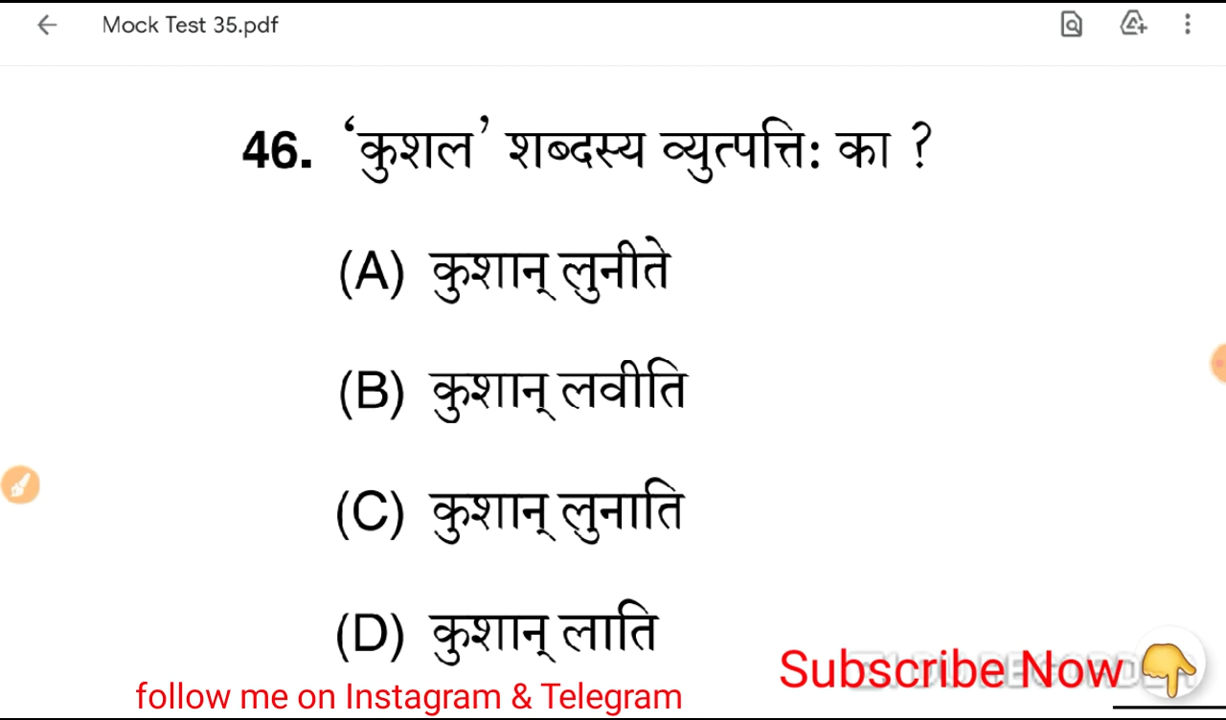 Mock Test 35.pdf
46. ‘कुशल’ शब्दस्य व्युत्पत्ति: का ?
(A) कुशान् लुनीते
(B) कुशान् लवीति
(C) कुशान् लुनाति
(D) कुशान् लाति
Subscribe Now
follow me on Instagram & Telegram